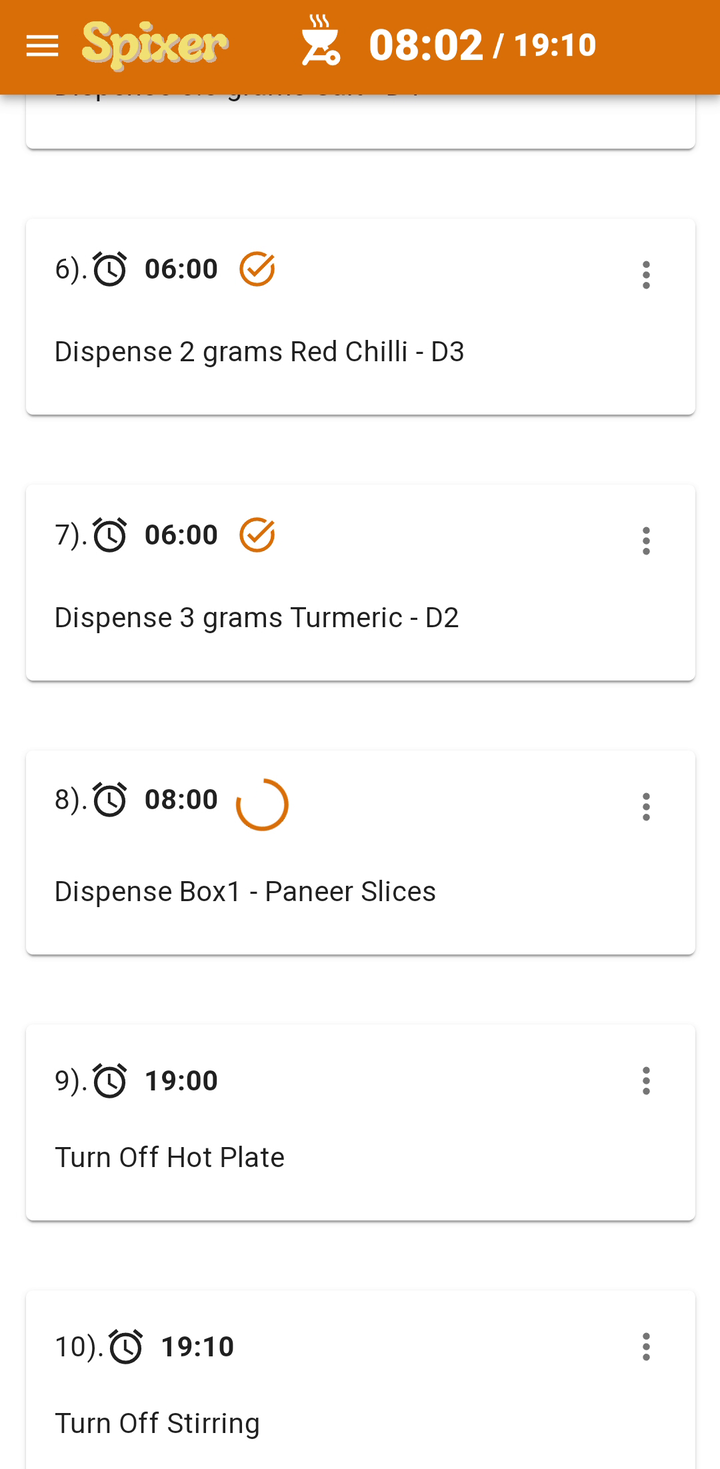 Spixer
08:02 / 19:10
6). 06:00
Dispense 2 grams Red Chilli - D3
7). 06:00
Dispense 3 grams Turmeric - D2
8). 08:00
Dispense Box1 - Paneer Slices
9). 19:00
Turn Off Hot Plate
10). 19:10
Turn Off Stirring